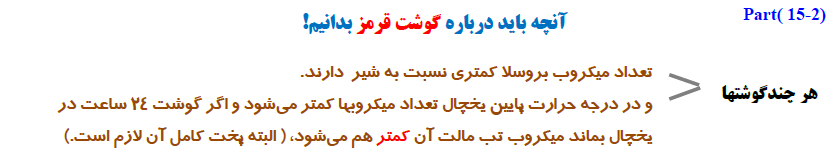 Part( 15-2)
آنچه باید درباره گوشت قرمز بدانیم!
هر چندگوشتها
تعداد میکروب بروسلا کمتری نسبت به شیر دارند.
و در درجه حرارت پایین یخچال تعداد میکروبها کمتر می‌شود و اگر گوشت ۲٤ ساعت در
یخچال بماند میکروب تب مالت آن کمتر هم می‌شود، ( البته پخت کامل آن لازم است.)